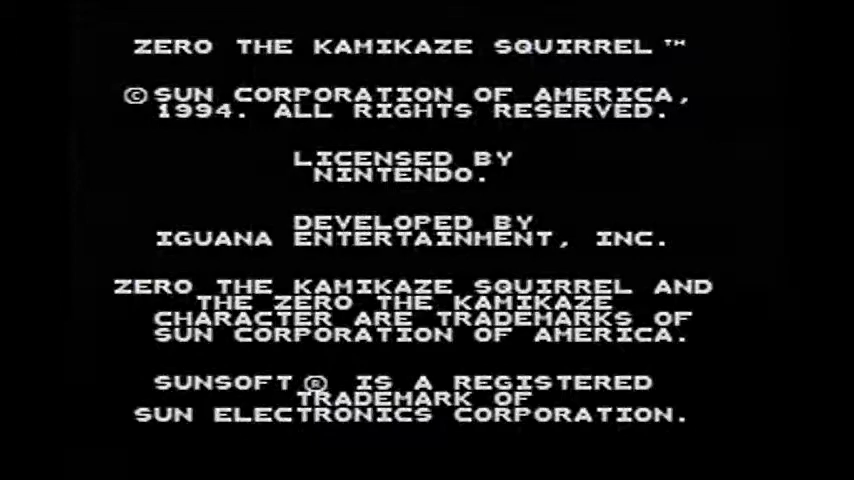 ZERO THE KAMIKAZE SQUIRREL™
©SUN CORPORATION OF AMERICA,
1994. ALL RIGHTS RESERVED.
LICENSED BY
NINTENDO.
DEVELOPED BY
IGUANA ENTERTAINMENT, INC.
ZERO THE KAMIKAZE SQUIRREL AND
THE ZERO THE KAMIKAZE
CHARACTER ARE TRADEMARKS OF
SUN CORPORATION OF AMERICA.
SUNSOFT® IS A REGISTERED
TRADEMARK OF
SUN ELECTRONICS CORPORATION.